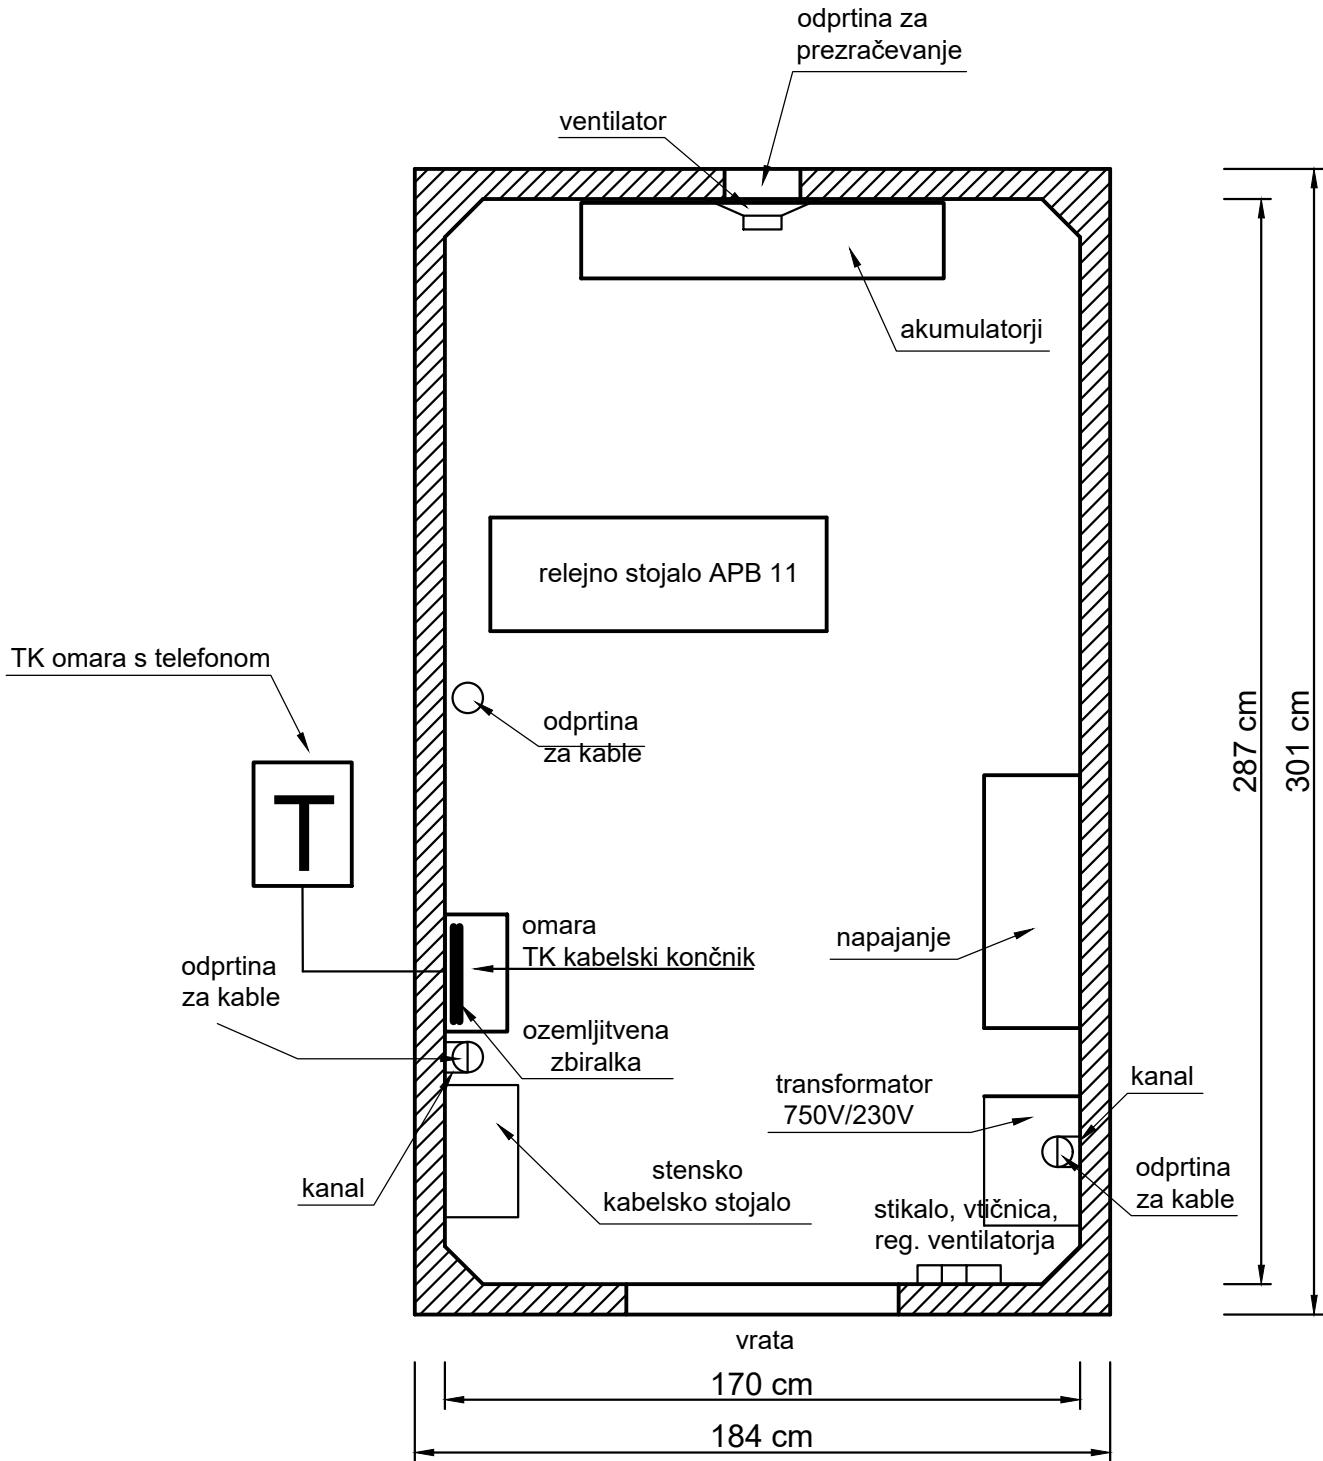 odprtina za
prezračevanje
ventilator
akumulatorji
relejno stojalo APB 11
TK omara s telefonom
odprtina
za kable
T
287 cm
301 cm
omara
TK kabelski končnik
napajanje
odprtina
za kable
ozemljitvena
zbiralka
transformator
750V/230V
kanal
stensko
kabelsko stojalo
kanal
odprtina
za kable
stikalo, vtičnica,
reg. ventilatorja
vrata
170 cm
184 cm